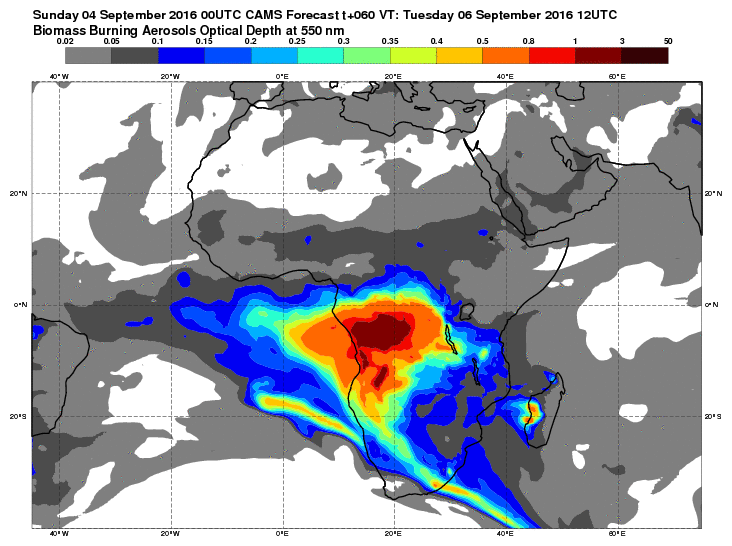 Sunday 04 September 2016 00UTC CAMS Forecast t+060 VT: Tuesday 06 September 2016 12UTC
Biomass Burning Aerosols Optical Depth at 550 nm
0.02 0.05 0.1 0.15 0.2 0.25 0.3 0.35 0.4 0.5 0.8 1 3 50
40°W 20°W 0°E 20°E 40°E 60°E
20°N 20°N
0°N 0°N
20°S 20°S
40°W 20°W 0°E 20°E 40°E 60°E